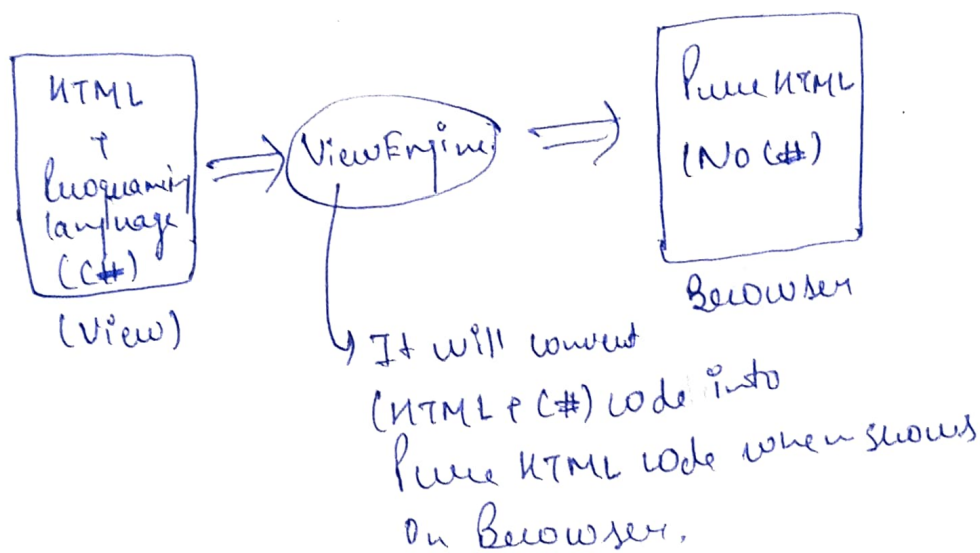 HTML
+
Programing
language
(C#)
(View)
ViewEngine
Pure HTML
(No C#)
Browser
It will convert
(HTML + C#) code into
Pure HTML code when shows
On Browser.